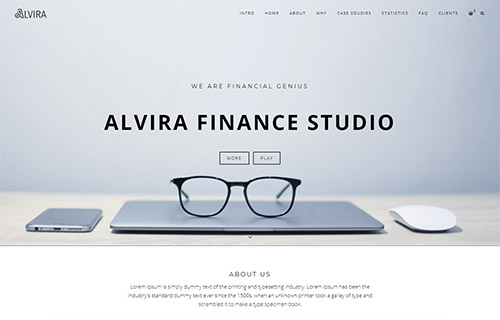 ALVIRA
INTRO HOME ABOUT WHY CASE SDUDIES STATISTICS FAQ CLIENTS
WE ARE FINANCIAL GENIUS
ALVIRA FINANCE STUDIO
MORE PLAY
ABOUT US
Lorem Ipsum is simply dummy text of the printing and typesetting industry. Lorem Ipsum has been the
industry's standard dummy text ever since the 1500s, when an unknown printer took a galley of type and
scrambled it to make a type specimen book.